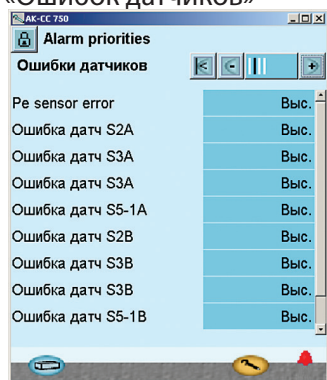 «Ошибок датчиков»
AK-CC 750
Alarm priorities
Ошибки датчиков
Pe sensor error Выс.
Ошибка датч S2A Выс.
Ошибка датч S3A Выс.
Ошибка датч S3A Выс.
Ошибка датч S5-1A Выс.
Ошибка датч S2B Выс.
Ошибка датч S3B Выс.
Ошибка датч S3B Выс.
Ошибка датч S5-1B Выс.